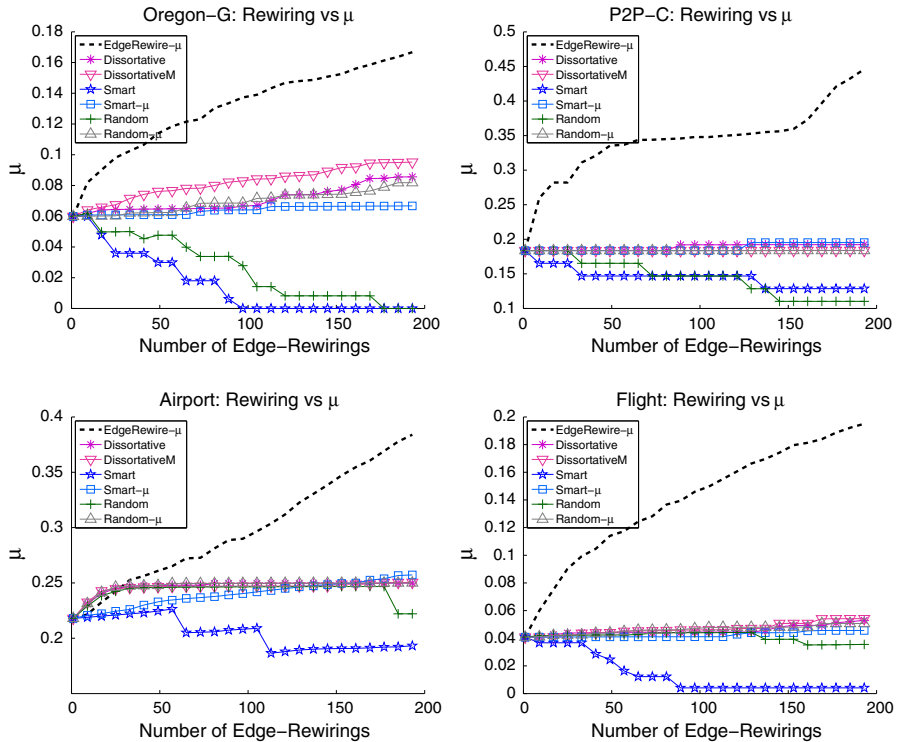 Oregon−G: Rewiring vs μ
0.18
0.16
0.14
0.12
0.1
0.08
0.06
0.04
0.02
0
μ
EdgeRewire−μ
Dissortative
DissortativeM
Smart
Smart−μ
Random
Random−μ
0 50 100 150 200
Number of Edge−Rewirings
P2P−C: Rewiring vs μ
0.5
0.45
0.4
0.35
0.3
0.25
0.2
0.15
0.1
μ
EdgeRewire−μ
Dissortative
DissortativeM
Smart
Smart−μ
Random
Random−μ
0 50 100 150 200
Number of Edge−Rewirings
Airport: Rewiring vs μ
0.4
0.35
0.3
0.25
0.2
μ
EdgeRewire−μ
Dissortative
DissortativeM
Smart
Smart−μ
Random
Random−μ
0 50 100 150 200
Number of Edge−Rewirings
Flight: Rewiring vs μ
0.2
0.18
0.16
0.14
0.12
0.1
0.08
0.06
0.04
0.02
0
μ
EdgeRewire−μ
Dissortative
DissortativeM
Smart
Smart−μ
Random
Random−μ
0 50 100 150 200
Number of Edge−Rewirings